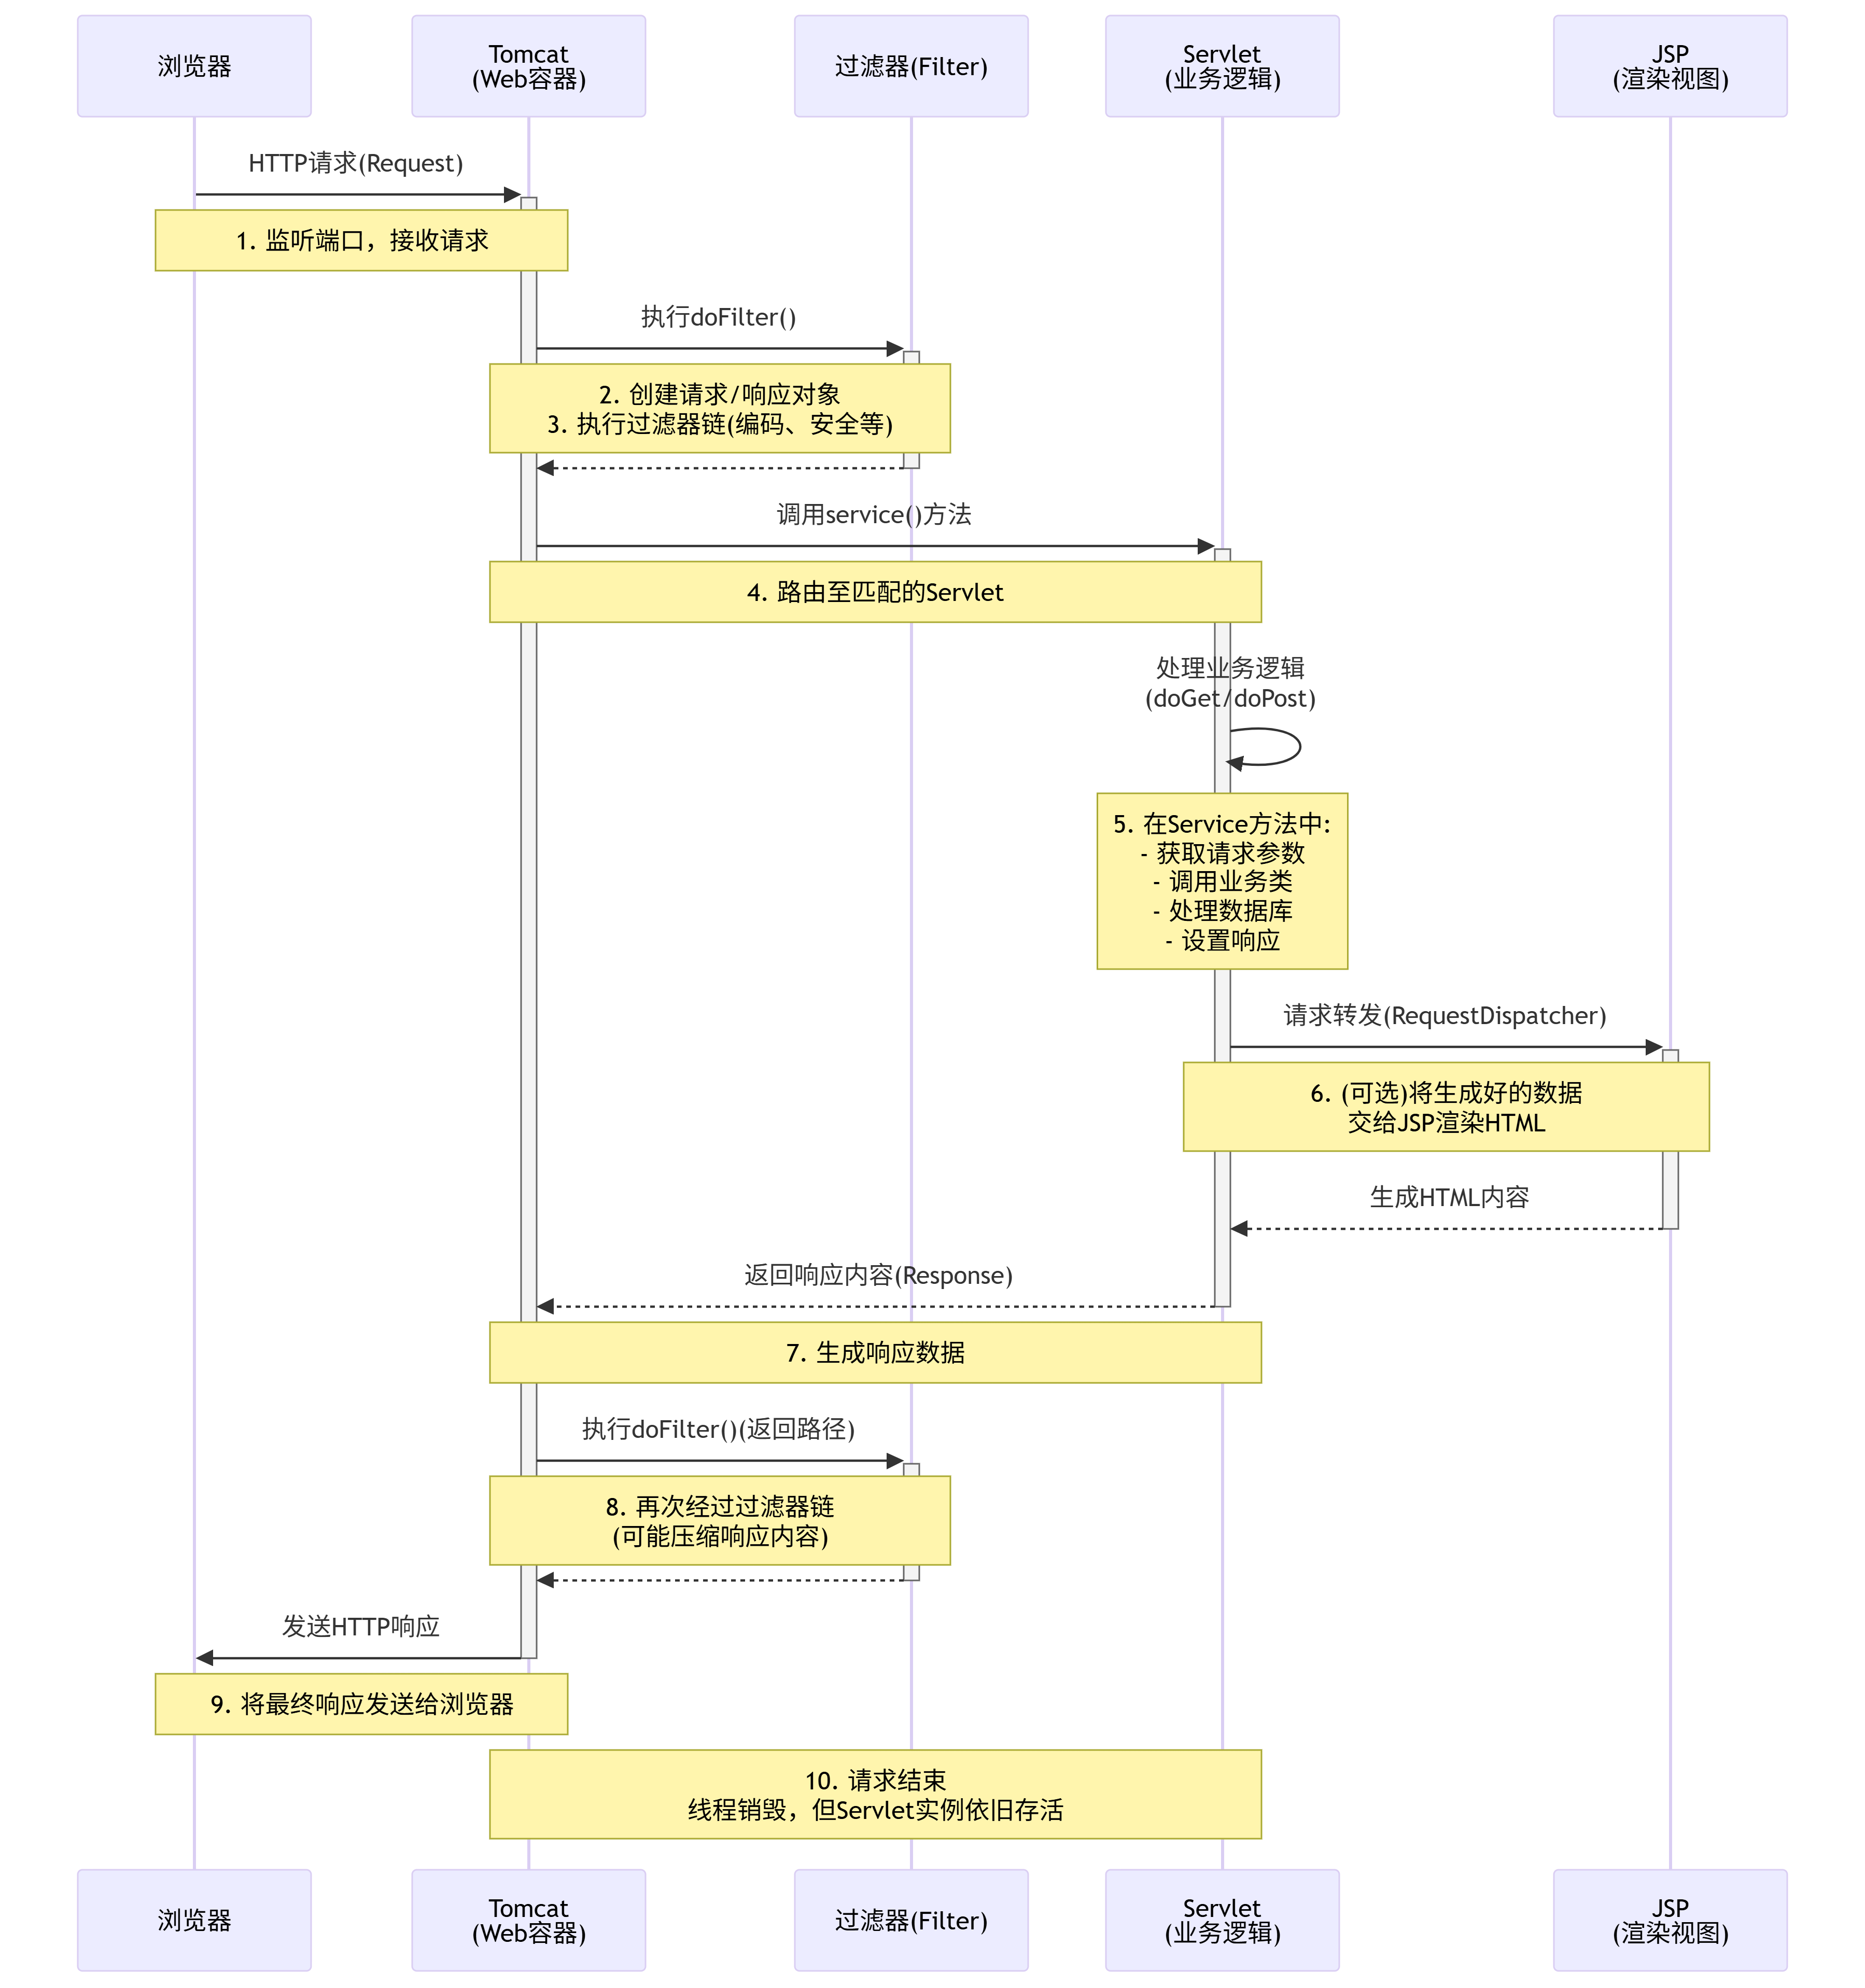 浏览器
Tomcat
(Web容器)
过滤器(Filter)
Servlet
(业务逻辑)
JSP
(渲染视图)
HTTP请求(Request)
1. 监听端口，接收请求
执行doFilter()
2. 创建请求/响应对象
3. 执行过滤器链(编码、安全等)
调用service()方法
4. 路由至匹配的Servlet
处理业务逻辑
(doGet/doPost)
5. 在Service方法中:
- 获取请求参数
- 调用业务类
- 处理数据库
- 设置响应
请求转发(RequestDispatcher)
6. (可选)将生成好的数据
交给JSP渲染HTML
生成HTML内容
返回响应内容(Response)
7. 生成响应数据
执行doFilter()(返回路径)
8. 再次经过过滤器链
(可能压缩响应内容)
发送HTTP响应
9. 将最终响应发送给浏览器
10. 请求结束
线程销毁，但Servlet实例依旧存活
浏览器
Tomcat
(Web容器)
过滤器(Filter)
Servlet
(业务逻辑)
JSP
(渲染视图)